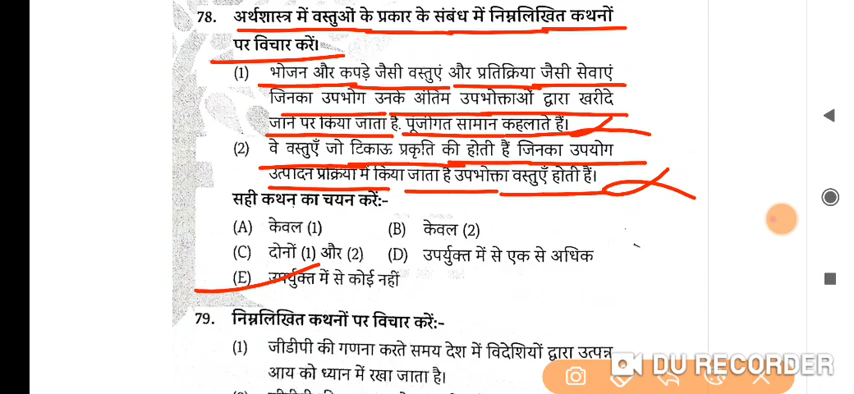 78. अर्थशास्त्र में वस्तुओं के प्रकार के संबंध में निम्नलिखित कथनों
पर विचार करें।
(1) भोजन और कपड़े जैसी वस्तुएं और प्रतिक्रिया जैसी सेवाएं
जिनका उपभोग उनके अंतिम उपभोक्ताओं द्वारा खरीदे
जाने पर किया जाता है. पूजीगत सामान कहलाते हैं।
(2) वे वस्तुएँ जो टिकाऊ प्रकृति की होती हैं जिनका उपयोग
उत्पादन प्रक्रिया में किया जाता है उपभोक्ता वस्तुएँ होती हैं।
सही कथन का चयन करें:-
(A) केवल (1) (B) केवल (2)
(C) दोनों (1) और (2) (D) उपर्युक्त में से एक से अधिक
(E) उपर्युक्त में से कोई नहीं
79. निम्नलिखित कथनों पर विचार करें:-
(1) जीडीपी की गणना करते समय देश में विदेशियों द्वारा उत्पन्न
आय को ध्यान में रखा जाता है।
DU RECORDER